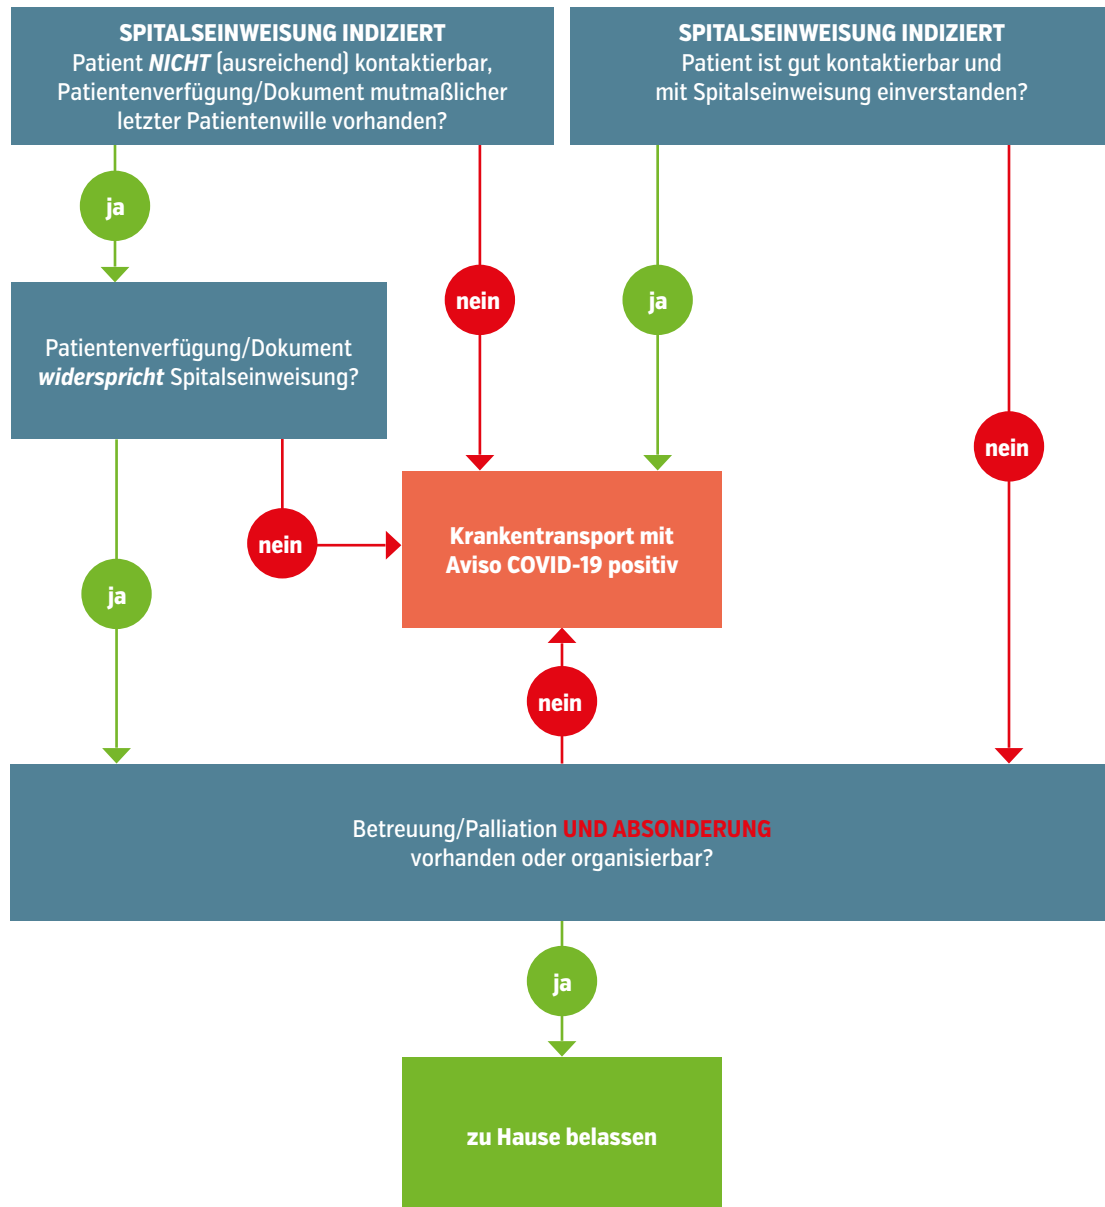 SPITALSEINWEISUNG INDIZIERT
Patient NICHT (ausreichend) kontaktierbar,
Patientenverfügung/Dokument mutmaßlicher
letzter Patientenwille vorhanden?
SPITALSEINWEISUNG INDIZIERT
Patient ist gut kontaktierbar und
mit Spitalseinweisung einverstanden?
ja
nein
ja
Patientenverfügung/Dokument
widerspricht Spitalseinweisung?
nein
nein
Krankentransport mit
Aviso COVID-19 positiv
ja
nein
Betreuung/Palliation UND ABSONDERUNG
vorhanden oder organisierbar?
ja
zu Hause belassen